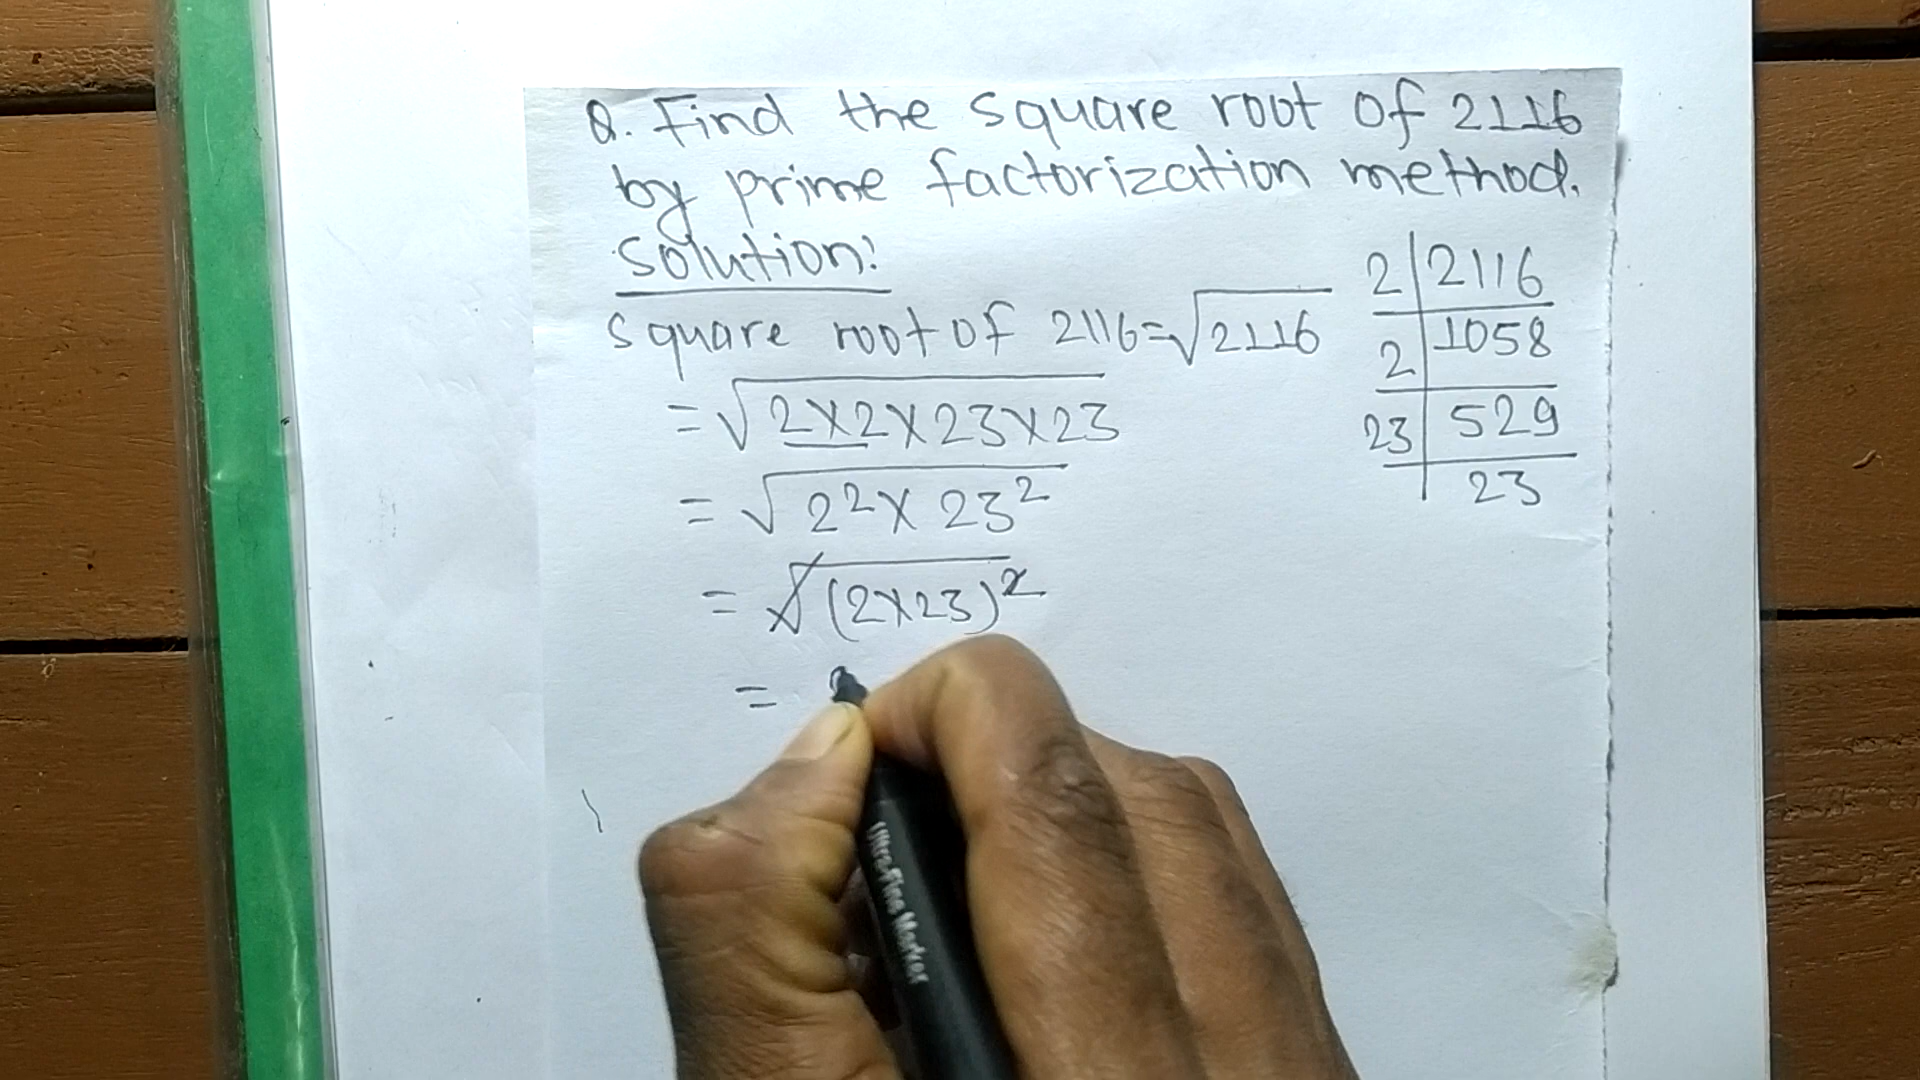 Q. Find the square root of 2116
by prime factorization method.
Solution:
square root of 2116=√2116
=√2×2×23×23
=√2²×23²
=√(2×23)²
=
2|2116
2|1058
23|529
|23
Ultra-Fine Marker